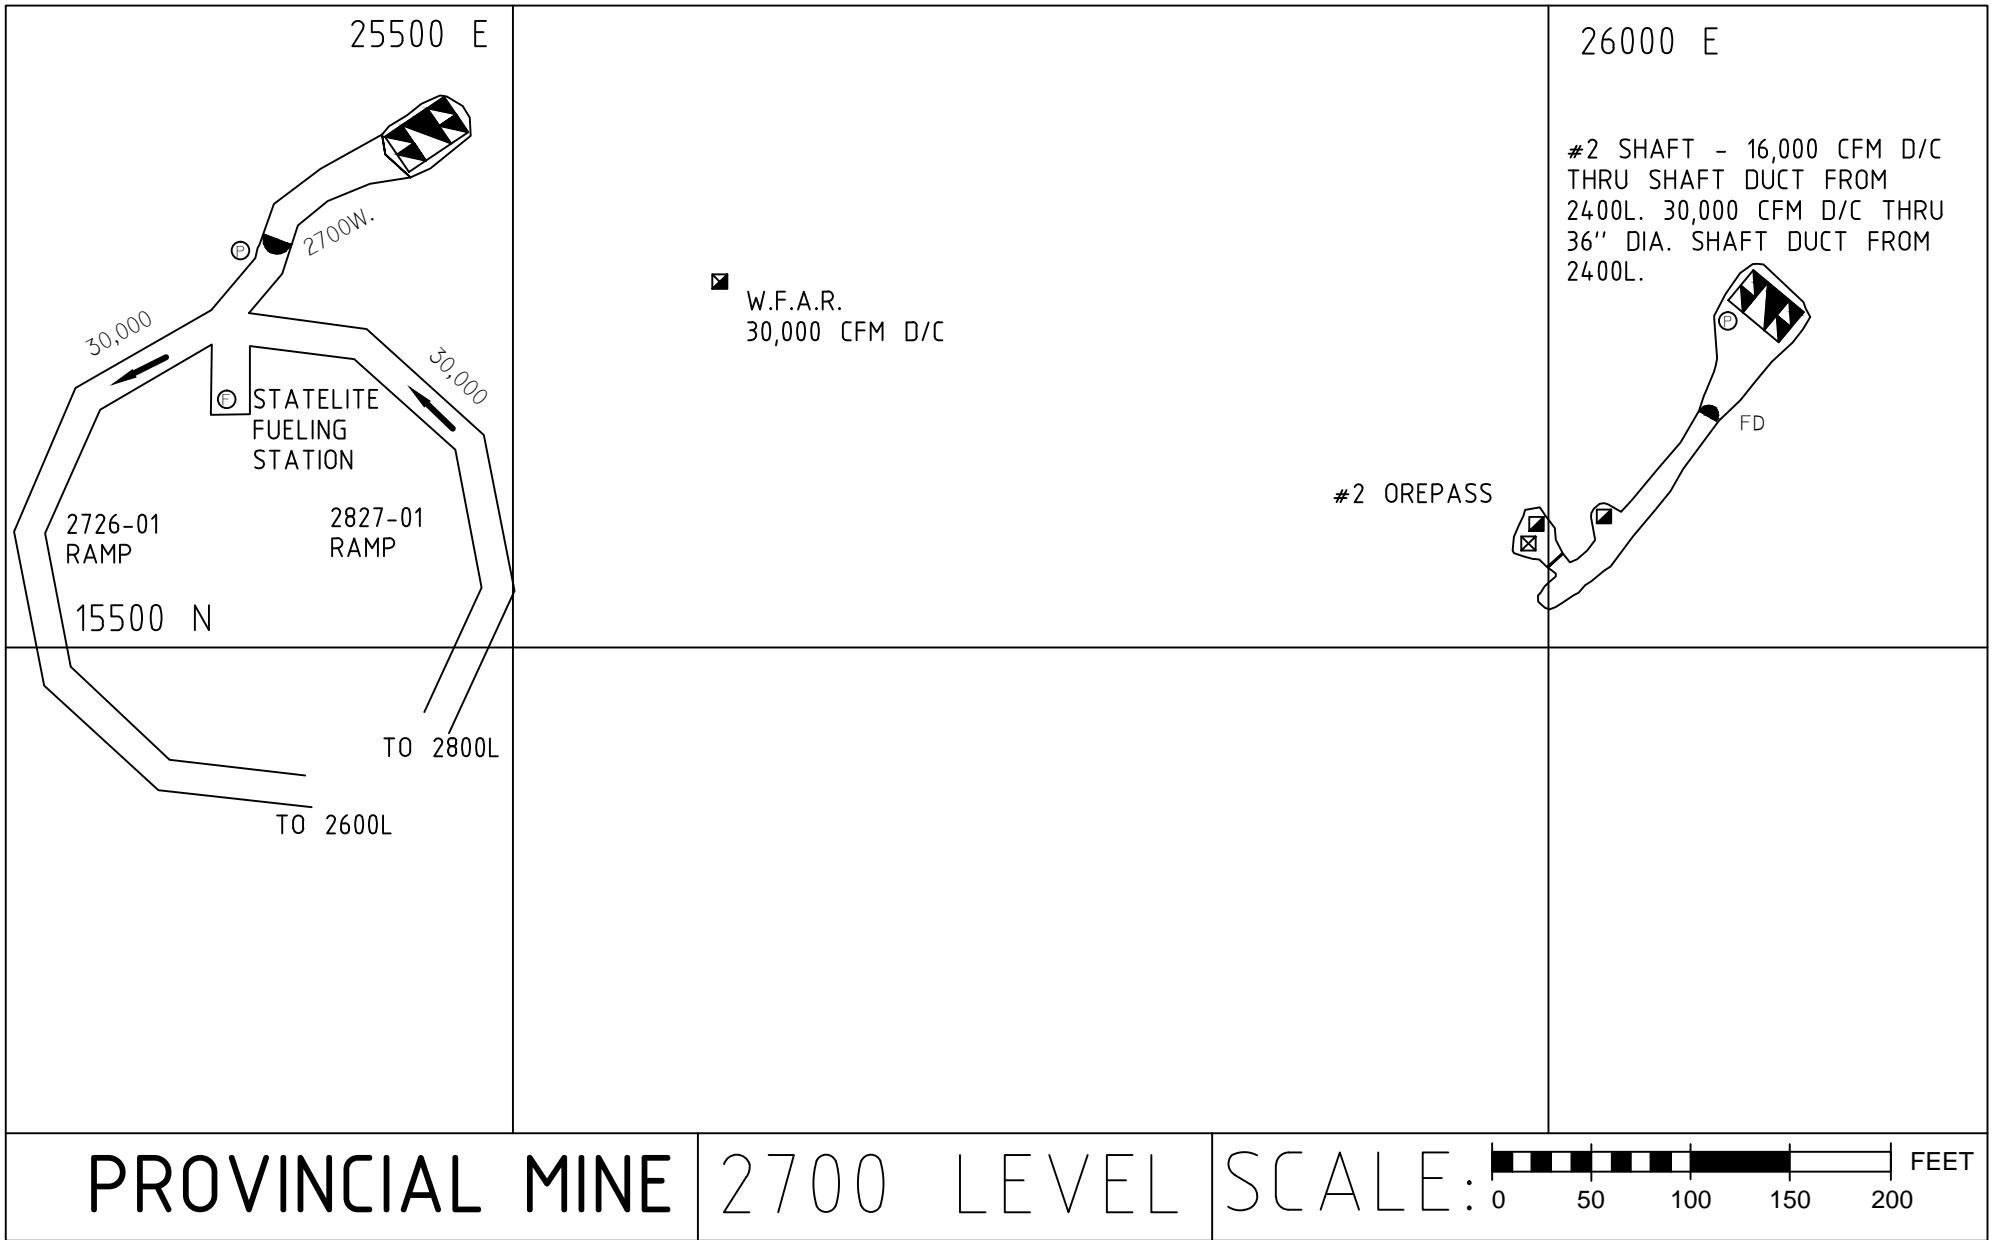 25500 E
26000 E
#2 SHAFT - 16,000 CFM D/C
THRU SHAFT DUCT FROM
2400L. 30,000 CFM D/C THRU
36" DIA. SHAFT DUCT FROM
2400L.
2700W.
P
W.F.A.R.
30,000 CFM D/C
P
30,000
30,000
F
STATELITE
FUELING
STATION
FD
#2 OREPASS
2726-01
RAMP
2827-01
RAMP
15500 N
TO 2800L
TO 2600L
PROVINCIAL MINE
2700 LEVEL
SCALE:
0 50 100 150 200
FEET